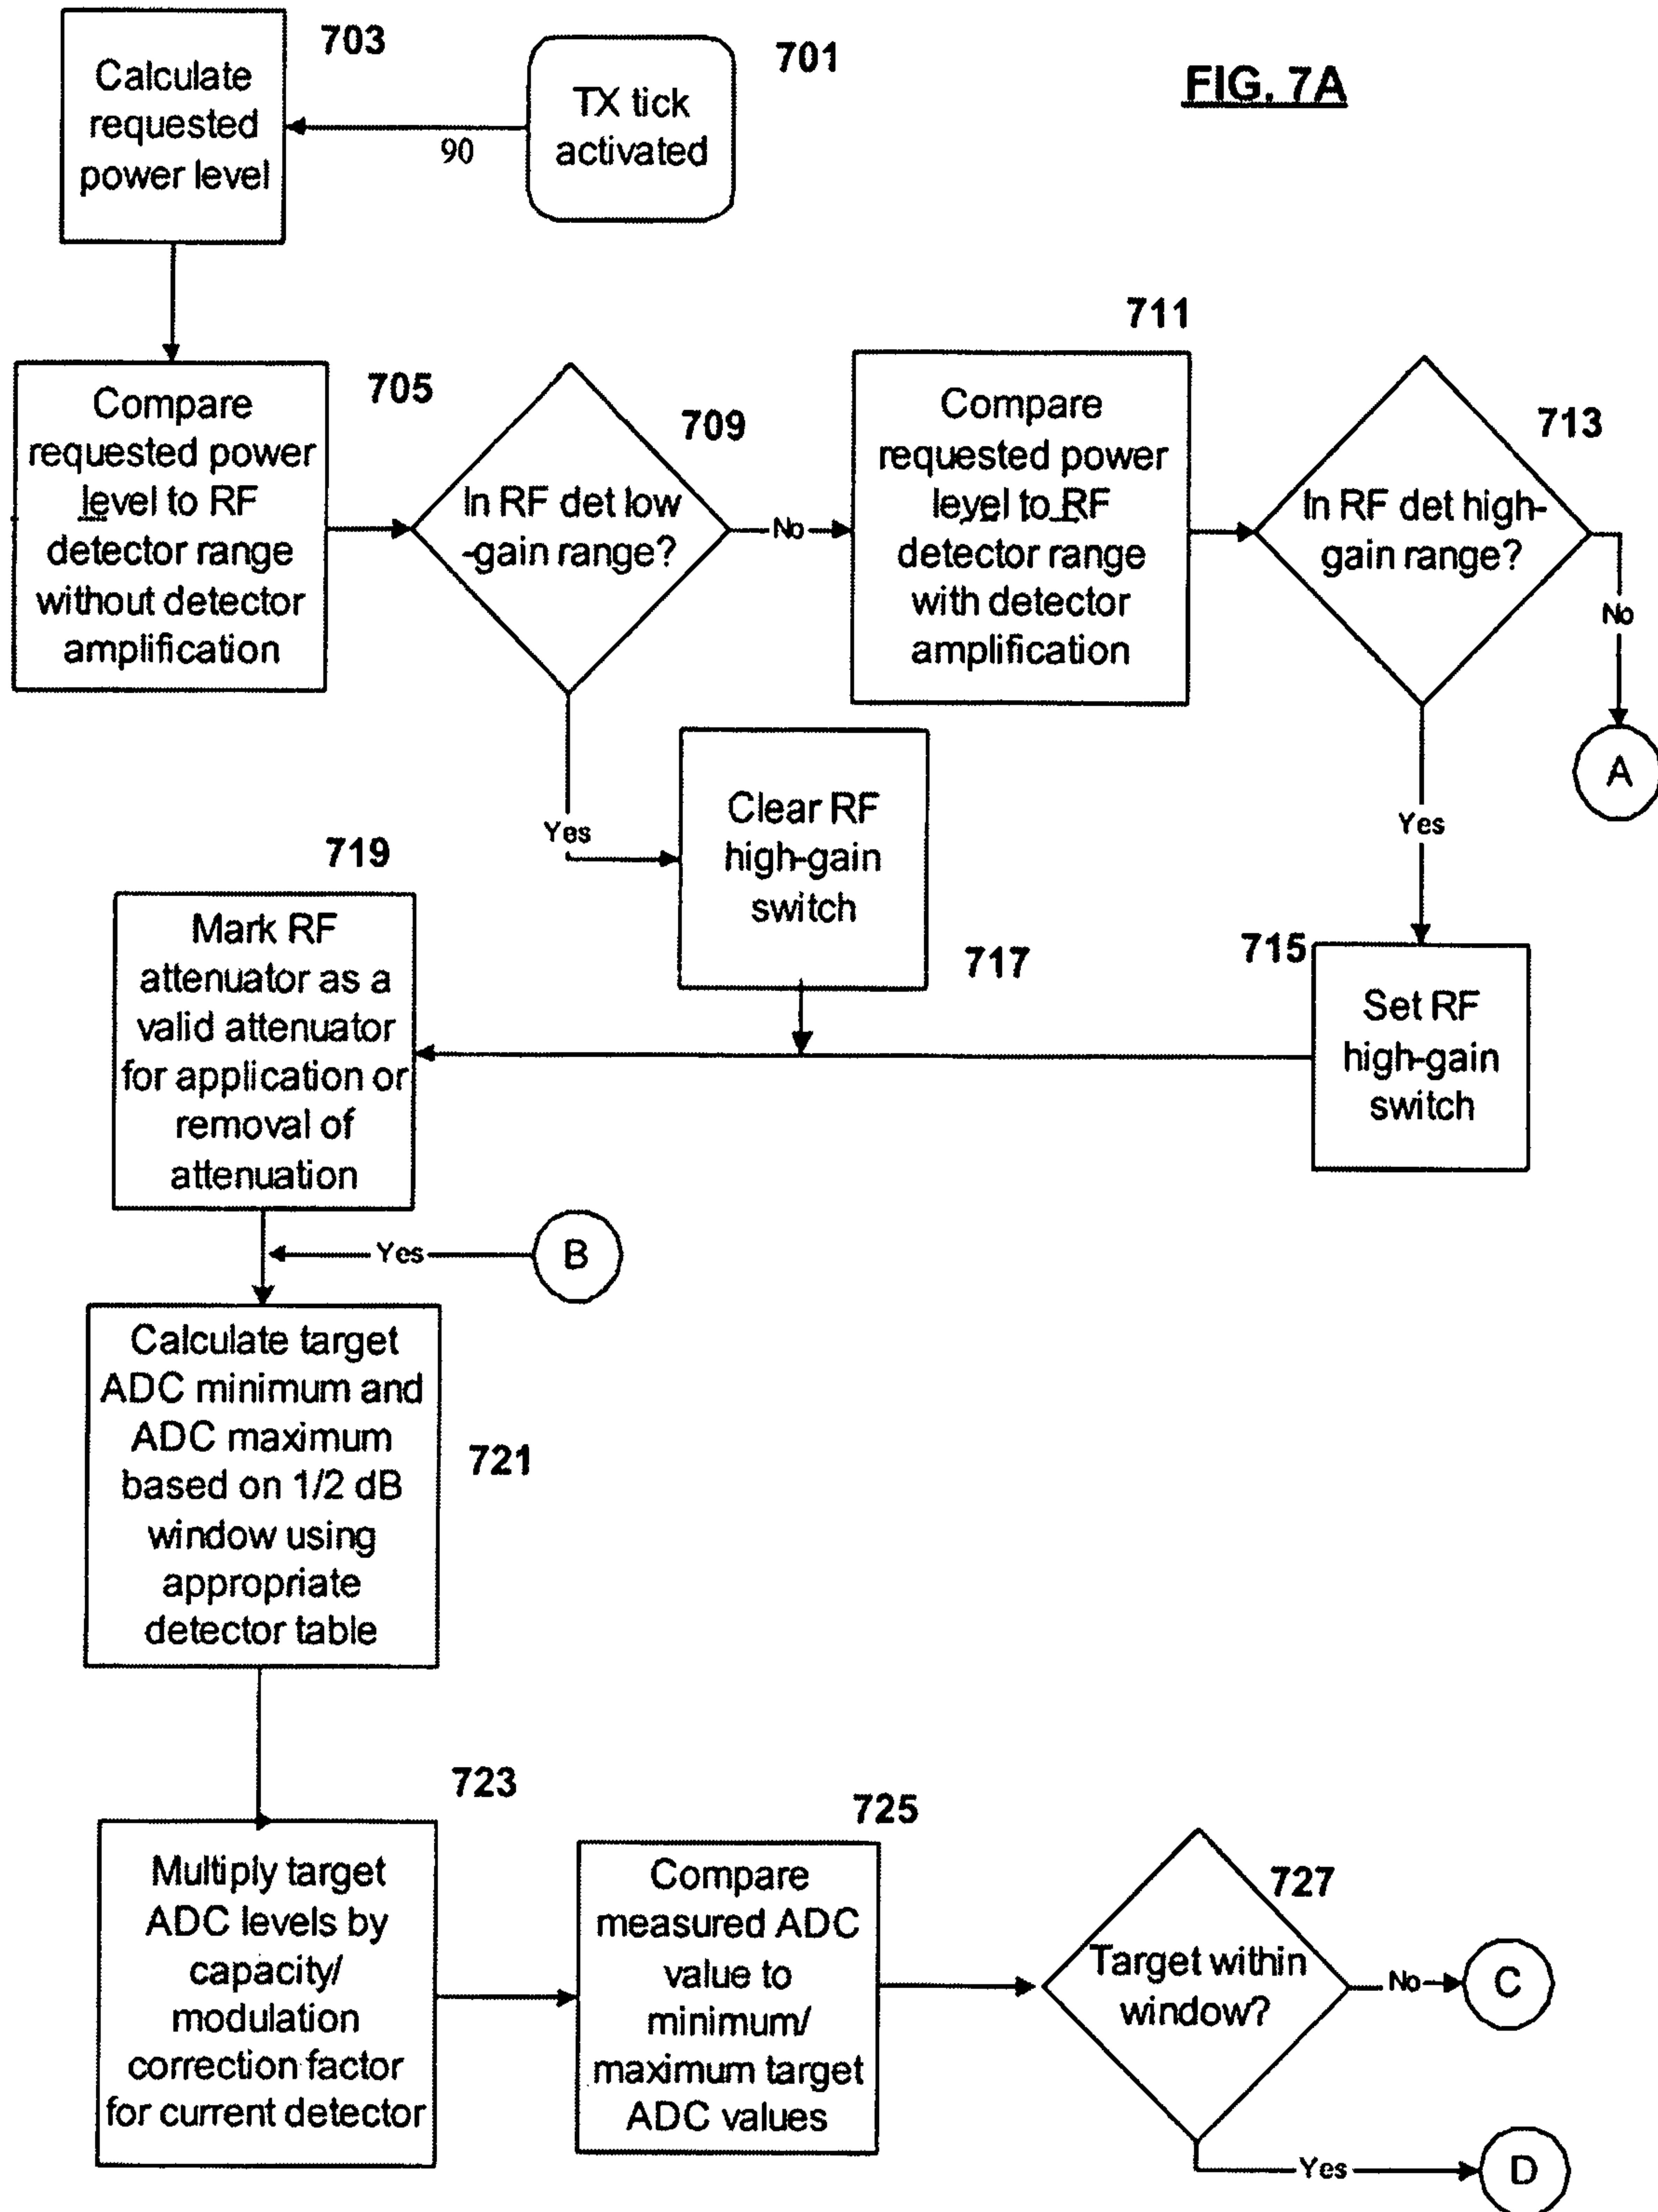 FIG. 7A
703
Calculate
requested
power level
90
701
TX tick
activated
705
Compare
requested power
level to RF
detector range
without detector
amplification
709
In RF det low
-gain range?
No
711
Compare
requested power
level to RF
detector range
with detector
amplification
713
In RF det high-
gain range?
No
A
Yes
Yes
Clear RF
high-gain
switch
717
715
Set RF
high-gain
switch
719
Mark RF
attenuator as a
valid attenuator
for application or
removal of
attenuation
Yes
B
Calculate target
ADC minimum and
ADC maximum
based on 1/2 dB
window using
appropriate
detector table
721
723
Multiply target
ADC levels by
capacity/
modulation
correction factor
for current detector
725
Compare
measured ADC
value to
minimum/
maximum target
ADC values
727
Target within
window?
No
C
Yes
D